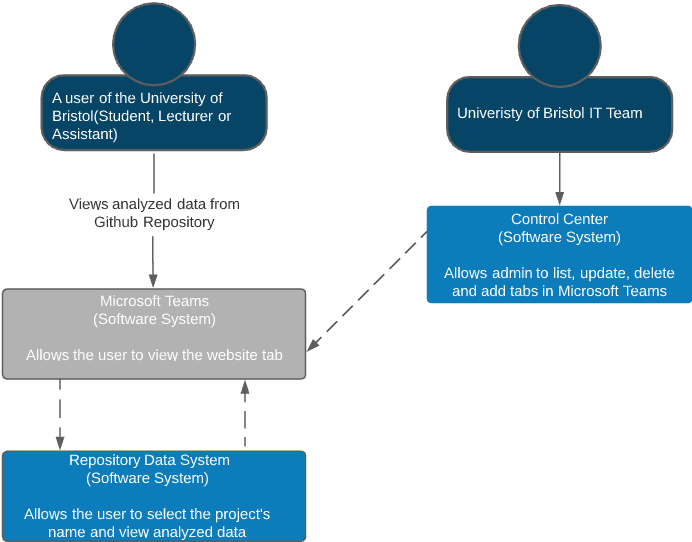 A user of the University of
Bristol(Student, Lecturer or
Assistant)
Univeristy of Bristol IT Team
Views analyzed data from
Github Repository
Control Center
(Software System)
Allows admin to list, update, delete
and add tabs in Microsoft Teams
Microsoft Teams
(Software System)
Allows the user to view the website tab
Repository Data System
(Software System)
Allows the user to select the project's
name and view analyzed data